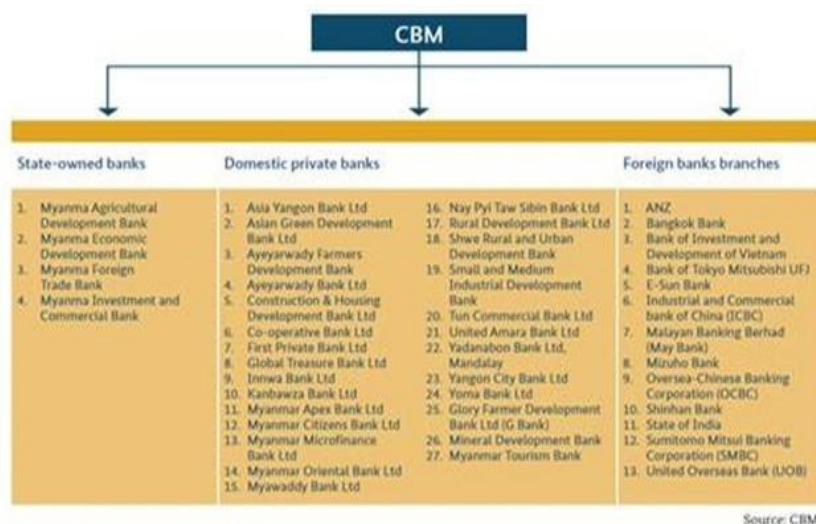 CBM
State-owned banks
1. Myanma Agricultural
Development Bank
2. Myanma Economic
Development Bank
3. Myanma Foreign
Trade Bank
4. Myanma Investment and
Commercial Bank
Domestic private banks
1. Asia Yangon Bank Ltd
2. Asian Green Development
Bank Ltd
3. Ayeyarwady Farmers
Development Bank
4. Ayeyarwady Bank Ltd
5. Construction & Housing
Development Bank Ltd
6. Co-operative Bank Ltd
7. First Private Bank Ltd
8. Global Treasure Bank Ltd
9. Innwa Bank Ltd
10. Kanbawza Bank Ltd
11. Myanmar Apex Bank Ltd
12. Myanmar Citizens Bank Ltd
13. Myanmar Microfinance
Bank Ltd
14. Myanmar Oriental Bank Ltd
15. Myawaddy Bank Ltd
16. Nay Pyi Taw Sibin Bank Ltd
17. Rural Development Bank Ltd
18. Shwe Rural and Urban
Development Bank
19. Small and Medium
Industrial Development
Bank
20. Tun Commercial Bank Ltd
21. United Amara Bank Ltd
22. Yadanabon Bank Ltd,
Mandalay
23. Yangon City Bank Ltd
24. Yoma Bank Ltd
25. Glory Farmer Development
Bank Ltd (G Bank)
26. Mineral Development Bank
27. Myanmar Tourism Bank
Foreign banks branches
1. ANZ
2. Bangkok Bank
3. Bank of Investment and
Development of Vietnam
4. Bank of Tokyo Mitsubishi UFJ
5. E-Sun Bank
6. Industrial and Commercial
bank of China (ICBC)
7. Malayan Banking Berhad
(May Bank)
8. Mizuho Bank
9. Oversea-Chinese Banking
Corporation (OCBC)
10. Shinhan Bank
11. State of India
12. Sumitomo Mitsui Banking
Corporation (SMBC)
13. United Overseas Bank (UOB)
Source: CBM